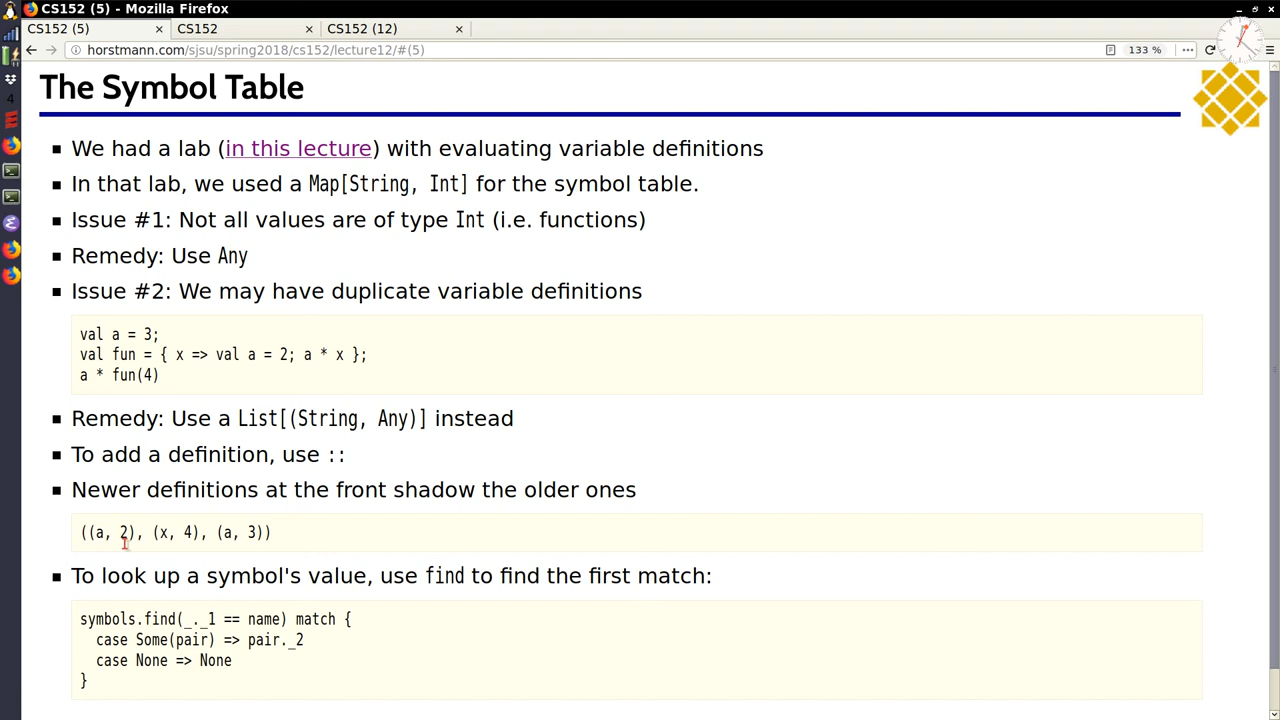 CS152 (5) - Mozilla Firefox
CS152 (5)
CS152
CS152 (12)
horstmann.com/sjsu/spring2018/cs152/lecture12/#(5)
133 %
4
The Symbol Table
We had a lab (in this lecture) with evaluating variable definitions
In that lab, we used a Map[String, Int] for the symbol table.
Issue #1: Not all values are of type Int (i.e. functions)
Remedy: Use Any
Issue #2: We may have duplicate variable definitions
val a = 3;
val fun = { x => val a = 2; a * x };
a * fun(4)
Remedy: Use a List[(String, Any)] instead
To add a definition, use ::
Newer definitions at the front shadow the older ones
((a, 2), (x, 4), (a, 3))
To look up a symbol's value, use find to find the first match:
symbols.find(_._1 == name) match {
  case Some(pair) => pair._2
  case None => None
}